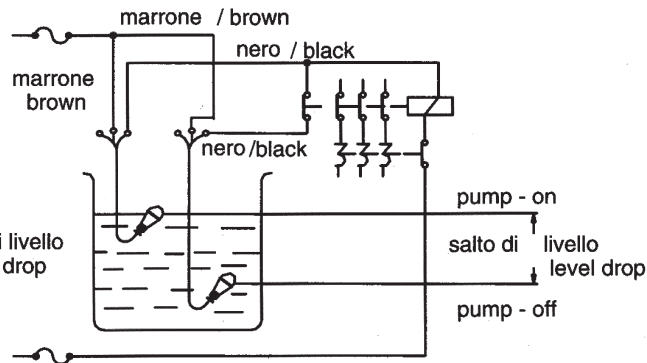 marrone / brown
nero / black
marrone
brown
nero /black
pump - on
i livello
drop
salto di livello
level drop
pump - off